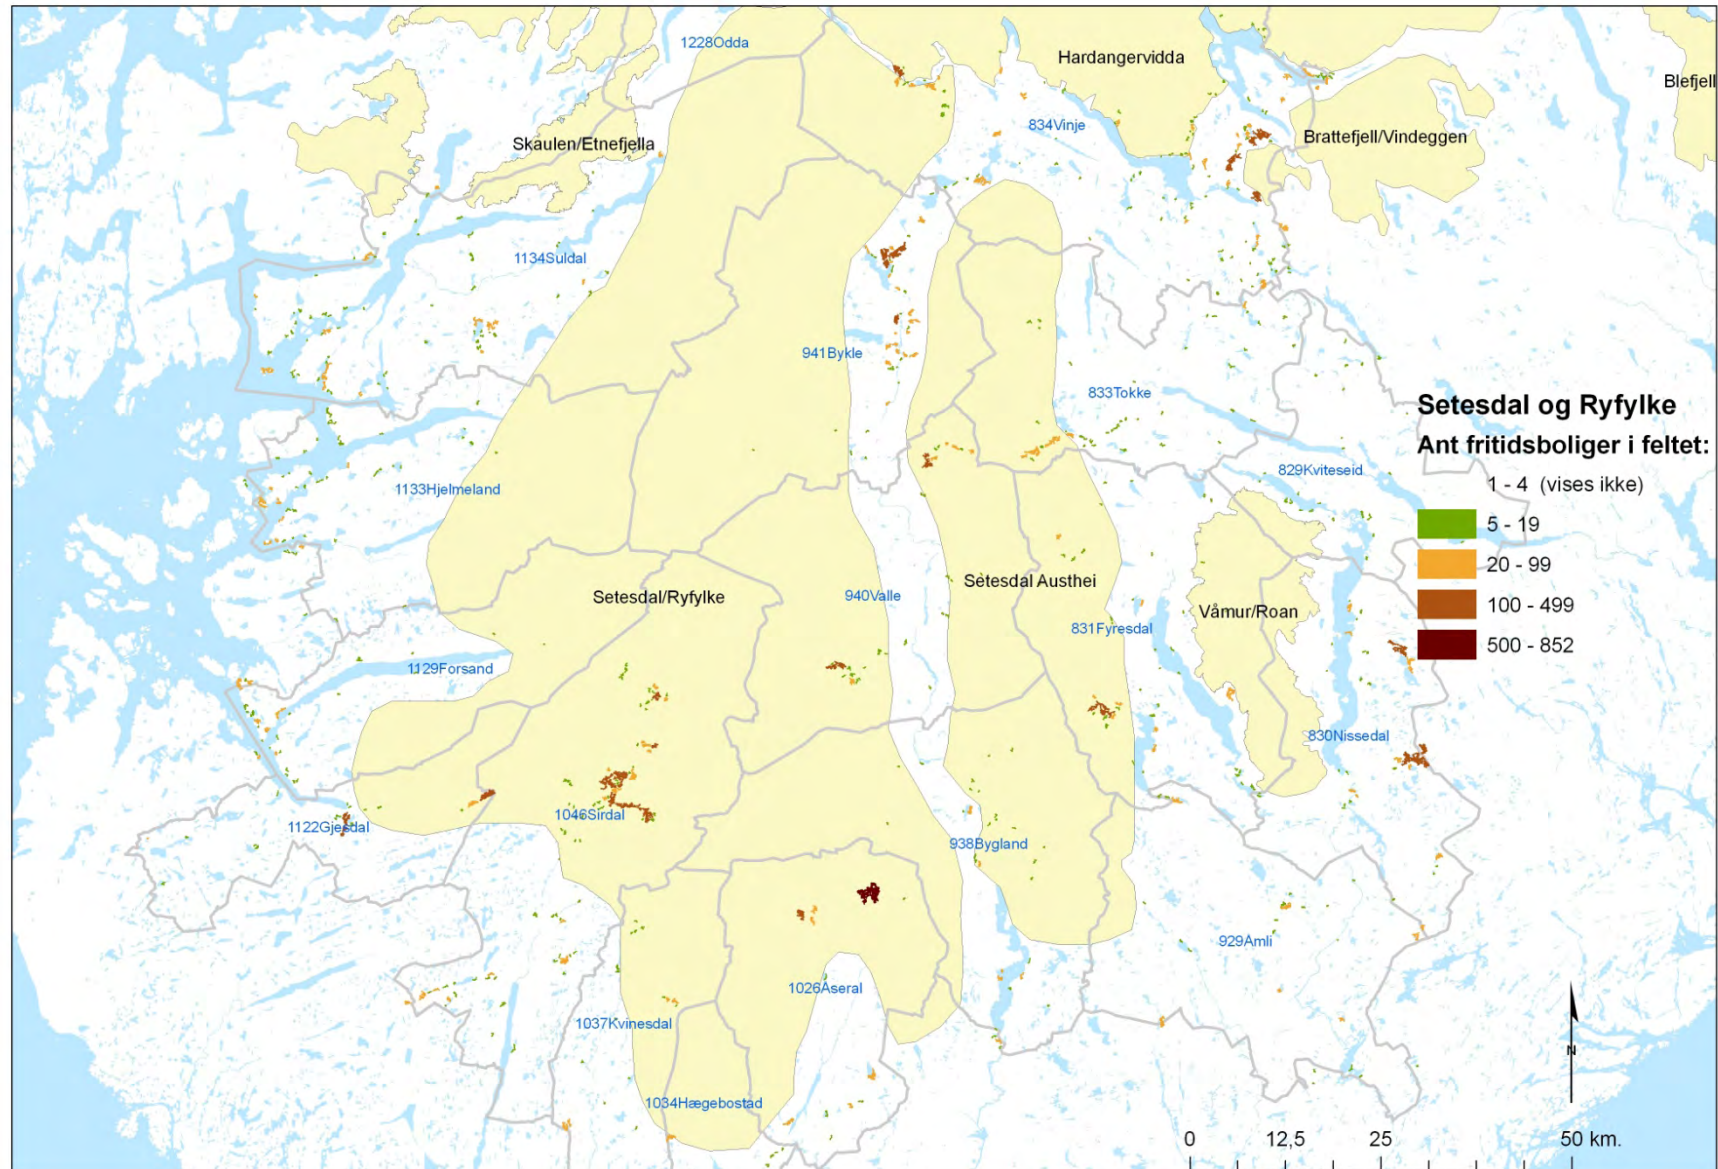 1228Odda
Hardangervidda
Blefjell
834Vinje
Brattefjell/Vindeggen
Skaulen/Etnefjella
1134Suldal
941Bykle
833Tokke
Setesdal og Ryfylke
Ant fritidsboliger i feltet:
829Kviteseid
1 - 4 (vises ikke)
1133Hjelmeland
5 - 19
20 - 99
Setesdal Austhei
Setesdal/Ryfylke
940Valle
100 - 499
Våmur/Roan
831Fyresdal
500 - 852
1129Forsand
830Nissedal
1046Sirdal
1122Gjesdal
938Bygland
929Åmli
1026Åseral
1037Kvinesdal
N
1034Hægebostad
0 12,5 25 50 km.